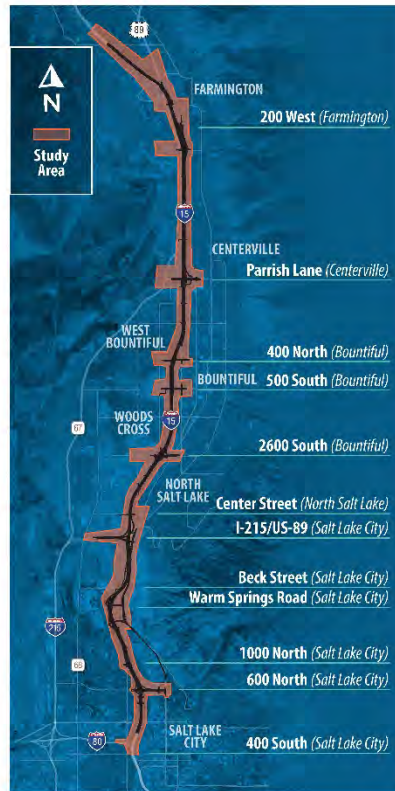 89
N
Study
Area
FARMINGTON
200 West (Farmington)
15
CENTERVILLE
Parrish Lane (Centerville)
WEST
BOUNTIFUL
400 North (Bountiful)
BOUNTIFUL
500 South (Bountiful)
WOODS
CROSS
15
67
2600 South (Bountiful)
NORTH
SALT LAKE
Center Street (North Salt Lake)
I-215/US-89 (Salt Lake City)
Beck Street (Salt Lake City)
Warm Springs Road (Salt Lake City)
215
1000 North (Salt Lake City)
68
600 North (Salt Lake City)
SALT LAKE
CITY
80
400 South (Salt Lake City)